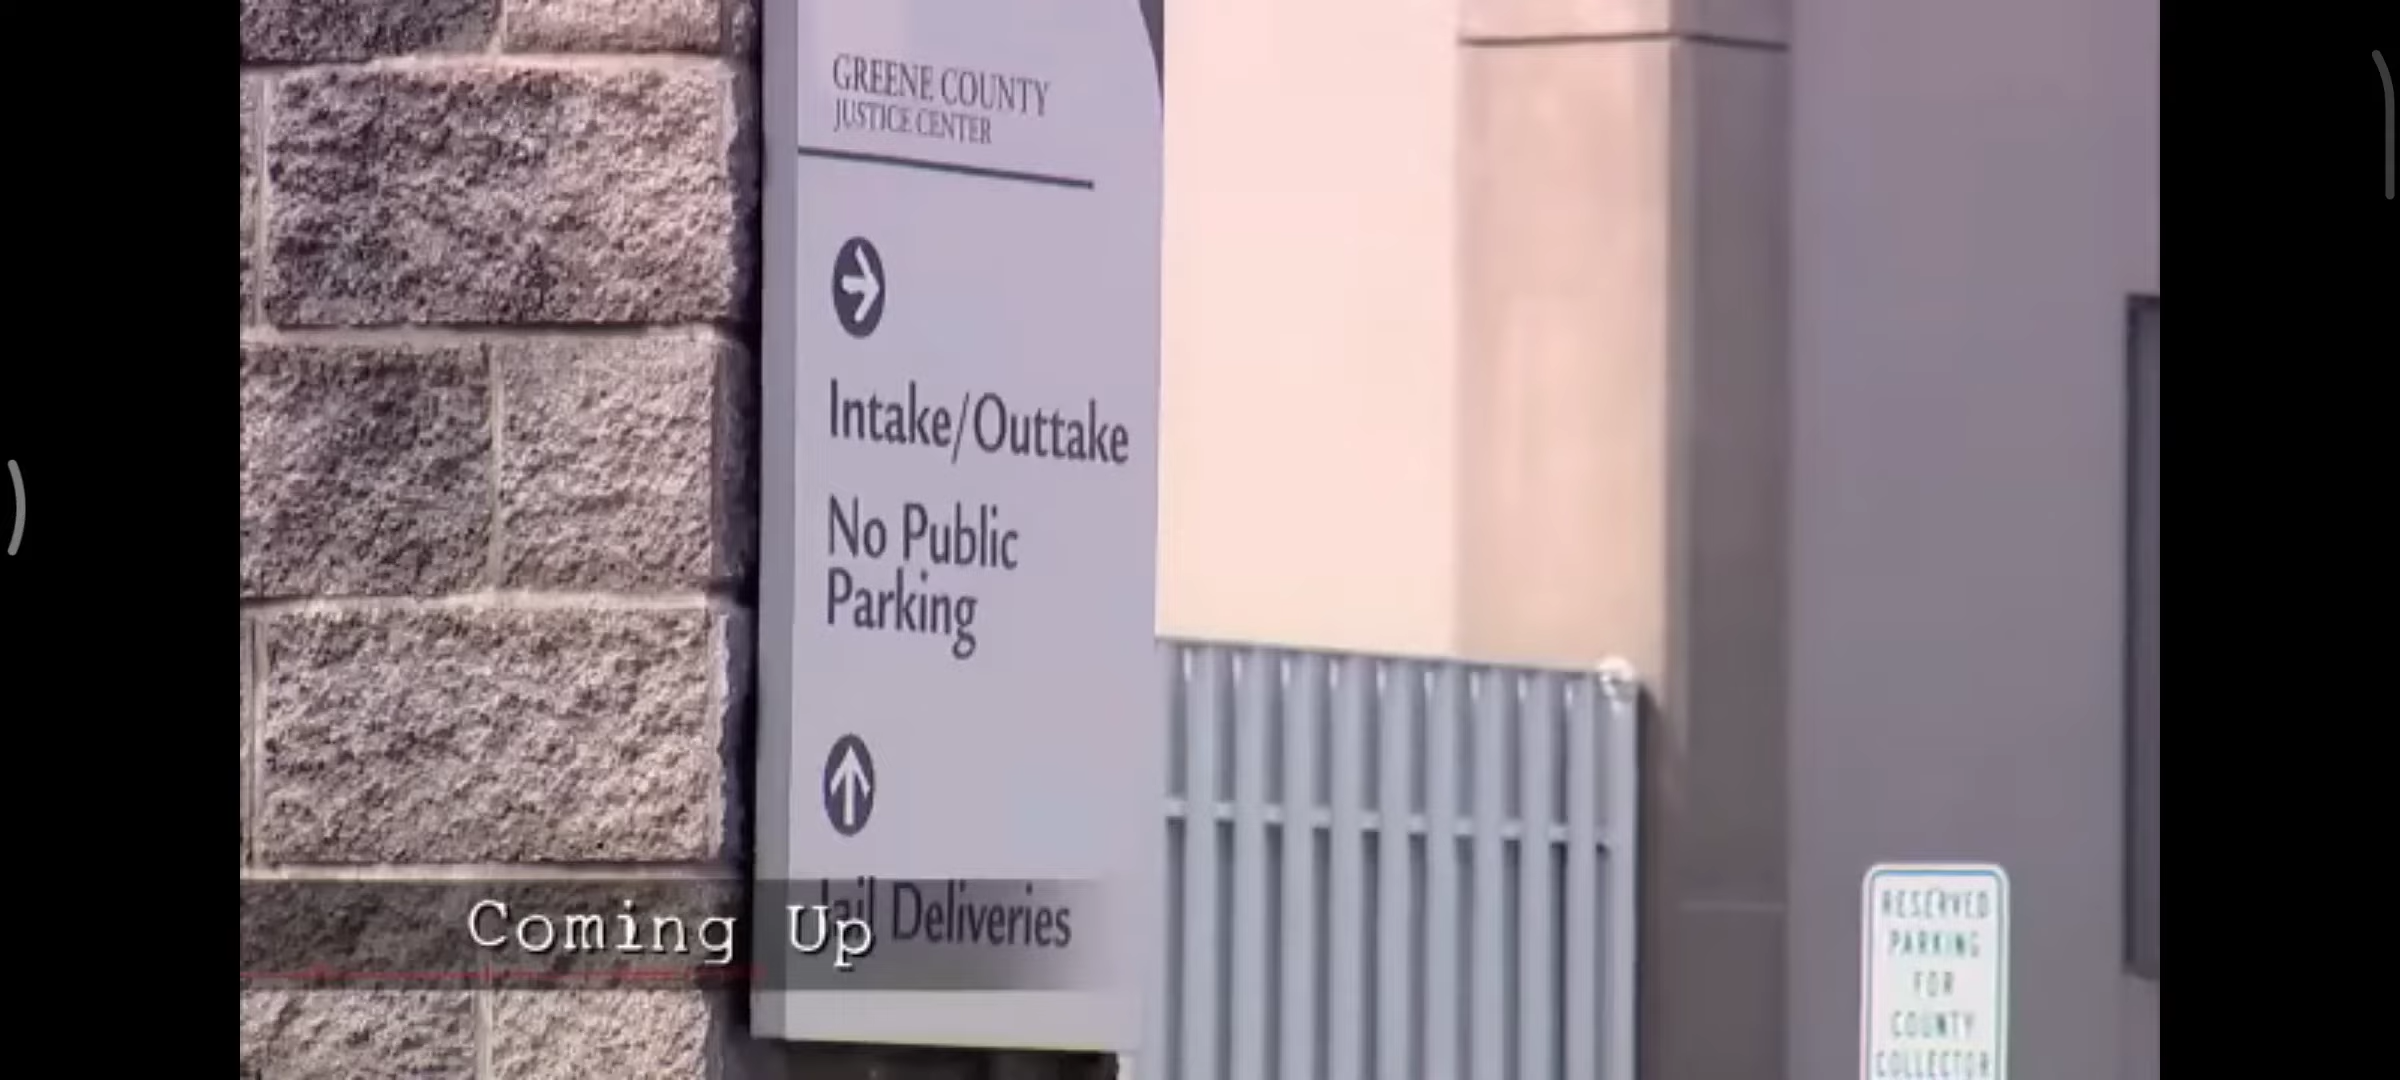 GREENE COUNTY
JUSTICE CENTER
Intake/Outtake
No Public
Parking
Jail Deliveries
Coming Up
RESERVED
PARKING
FOR
COUNTY
COLLECTOR